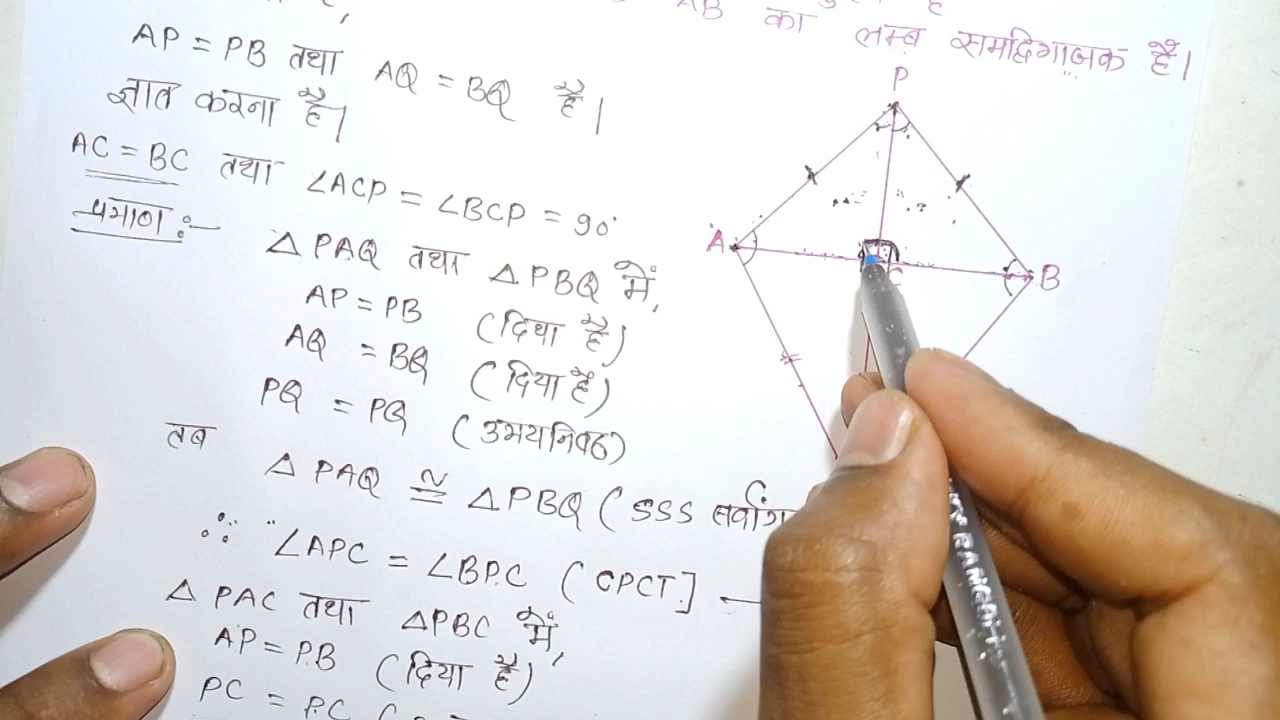 AB का लम्ब समद्विभाजक है।
AP = PB तथा AQ = BQ है।
ज्ञात करना है।
AC = BC तथा ∠ACP = ∠BCP = 90°
प्रमाण :-
△ PAQ तथा △PBQ में,
AP = PB (दिया है)
AQ = BQ (दिया है)
PQ = PQ (उभयनिष्ठ)
तब
△ PAQ ≅ △PBQ ( SSS
∴ ∠APC = ∠BPC ( CPCT]
△ PAC तथा △PBC में,
AP = PB (दिया है)
PC = PC (
P
A
B
C